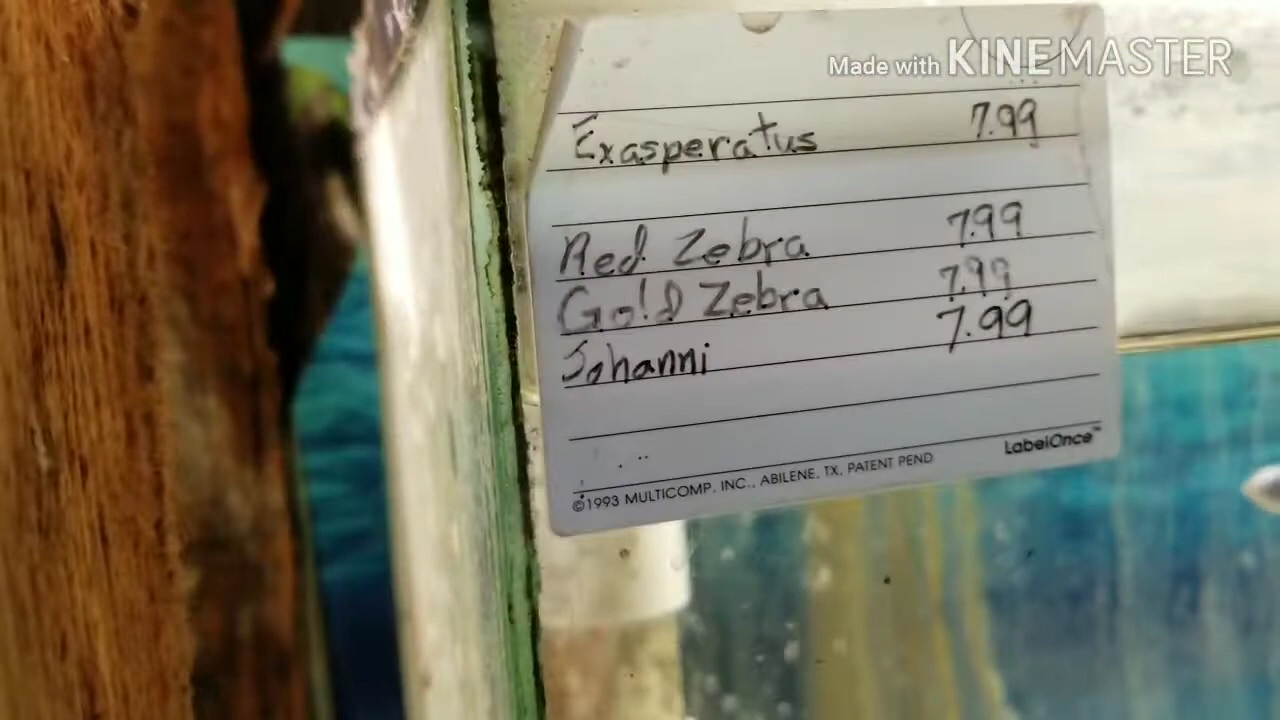 Made with KINEMASTER
Exasperatus 7.99
Red Zebra 7.99
Gold Zebra 7.99
Johanni 7.99
©1993 MULTICOMP, INC., ABILENE, TX, PATENT PEND LabelOnce™